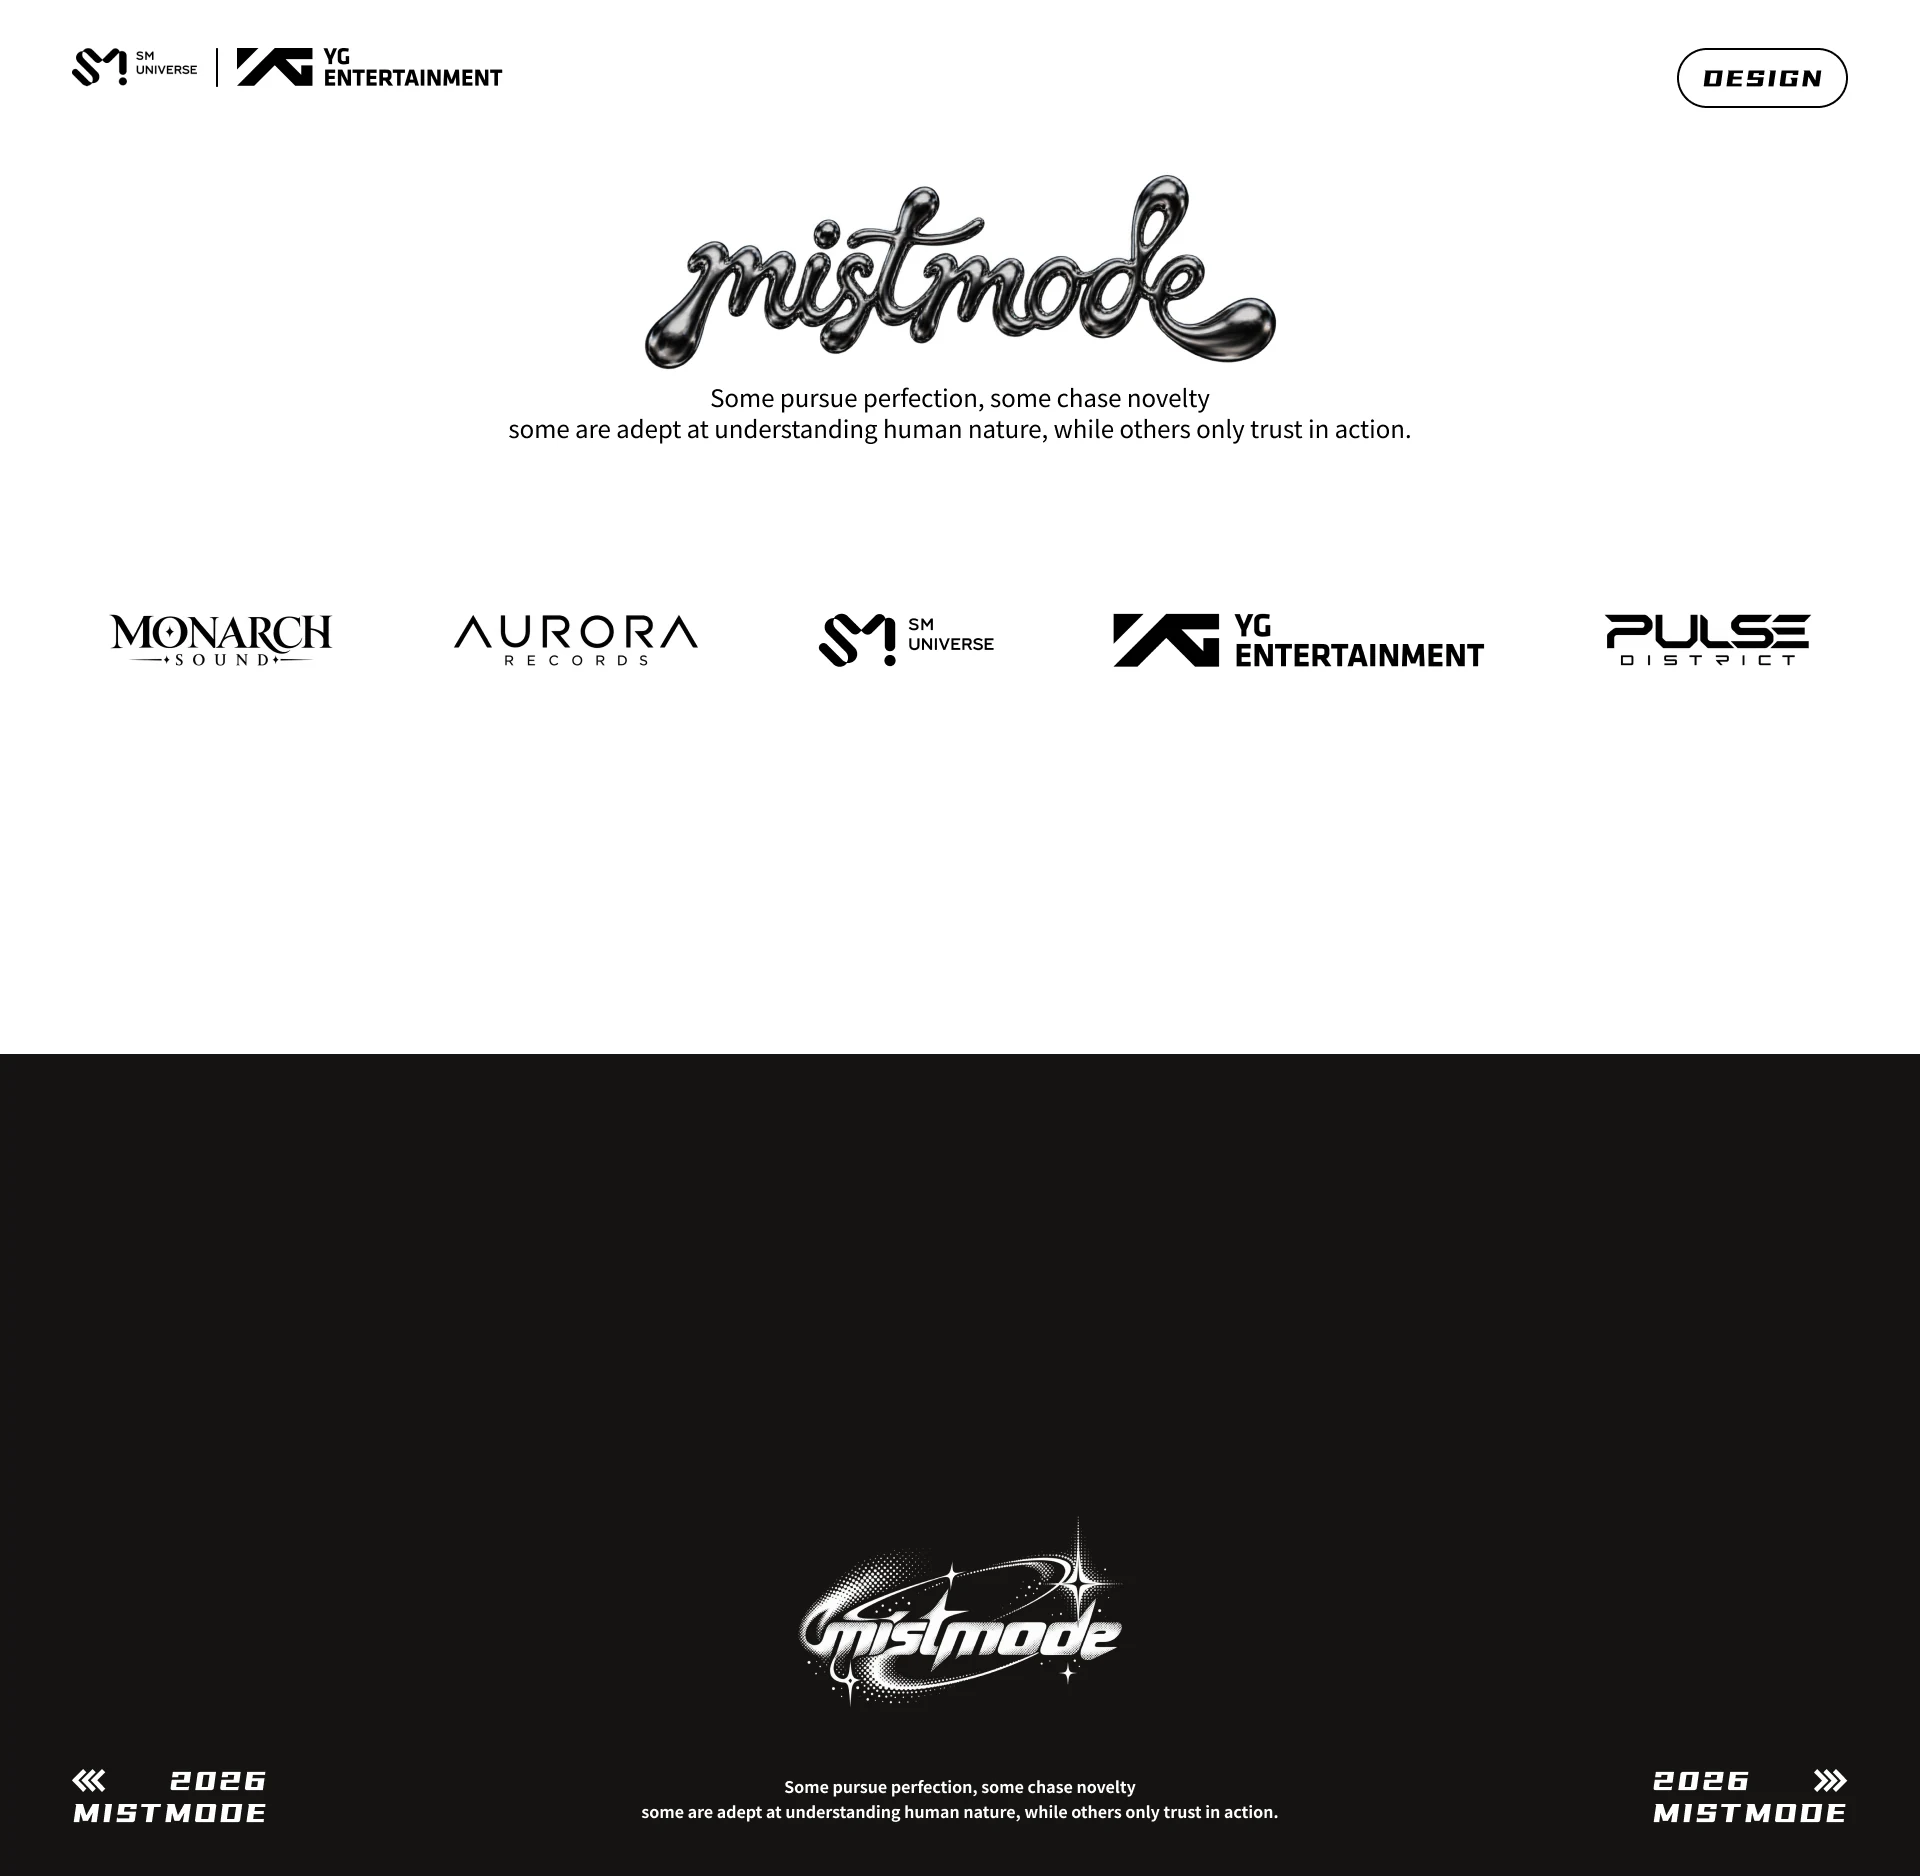 SM
UNIVERSE
YG
ENTERTAINMENT
DESIGN
mistmode
Some pursue perfection, some chase novelty
some are adept at understanding human nature, while others only trust in action.
MONARCH
SOUND
AURORA
RECORDS
SM
UNIVERSE
YG
ENTERTAINMENT
PULSE
DISTRICT
mistmode
2026
MISTMODE
Some pursue perfection, some chase novelty
some are adept at understanding human nature, while others only trust in action.
2026
MISTMODE